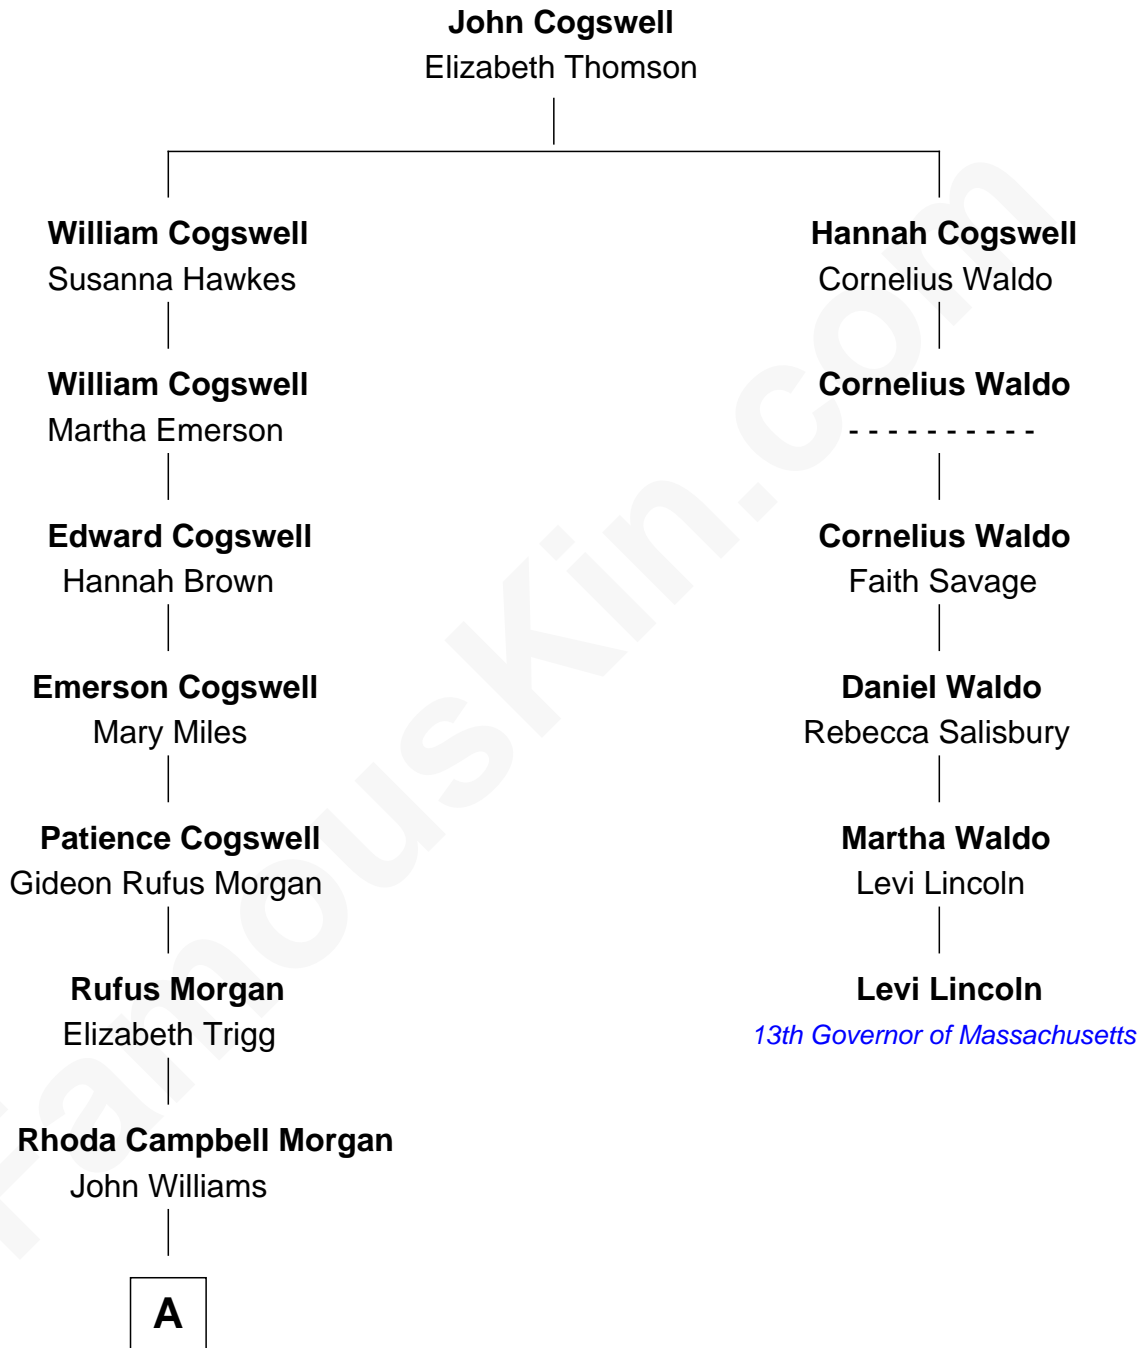 John Cogswell
Elizabeth Thomson
William Cogswell
Susanna Hawkes
Hannah Cogswell
Cornelius Waldo
William Cogswell
Martha Emerson
Cornelius Waldo
- - - - - - - - - -
Edward Cogswell
Hannah Brown
Cornelius Waldo
Faith Savage
Emerson Cogswell
Mary Miles
Daniel Waldo
Rebecca Salisbury
Patience Cogswell
Gideon Rufus Morgan
Martha Waldo
Levi Lincoln
Rufus Morgan
Elizabeth Trigg
Levi Lincoln
13th Governor of Massachusetts
Rhoda Campbell Morgan
John Williams
A
FamousKin.com